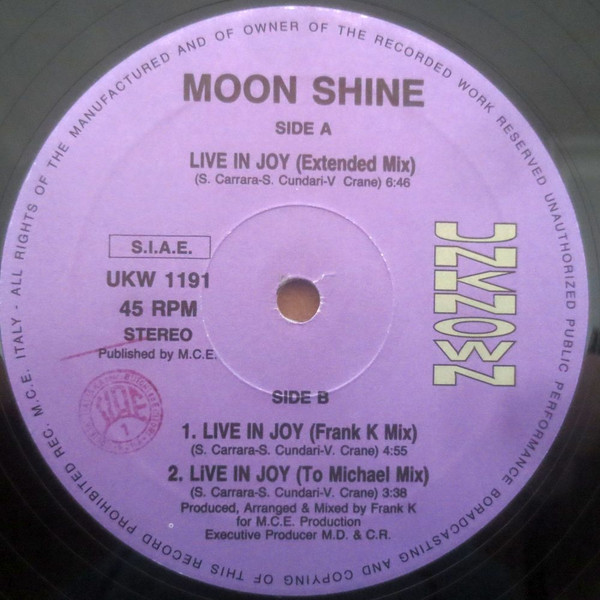 ALL RIGHTS OF THE MANUFACTURED AND OF OWNER OF THE RECORDED WORK RESERVED UNAUTHORIZED PUBLIC PERFORMANCE BORADCASTING AND COPYING OF THIS RECORD PROHIBITED REC. M.C.E. ITALY -
MOON SHINE
SIDE A
LIVE IN JOY (Extended Mix)
(S. Carrara-S. Cundari-V Crane) 6:46
S.I.A.E.
UKW 1191
45 RPM
STEREO
Published by M.C.E.
UNKNOWN
SIDE B
1. LIVE IN JOY (Frank K Mix)
(S. Carrara-S. Cundari-V. Crane) 4:55
2. LIVE IN JOY (To Michael Mix)
(S. Carrara-S. Cundari-V. Crane) 3:38
Produced, Arranged & Mixed by Frank K
for M.C.E. Production
Executive Producer M.D. & C.R.